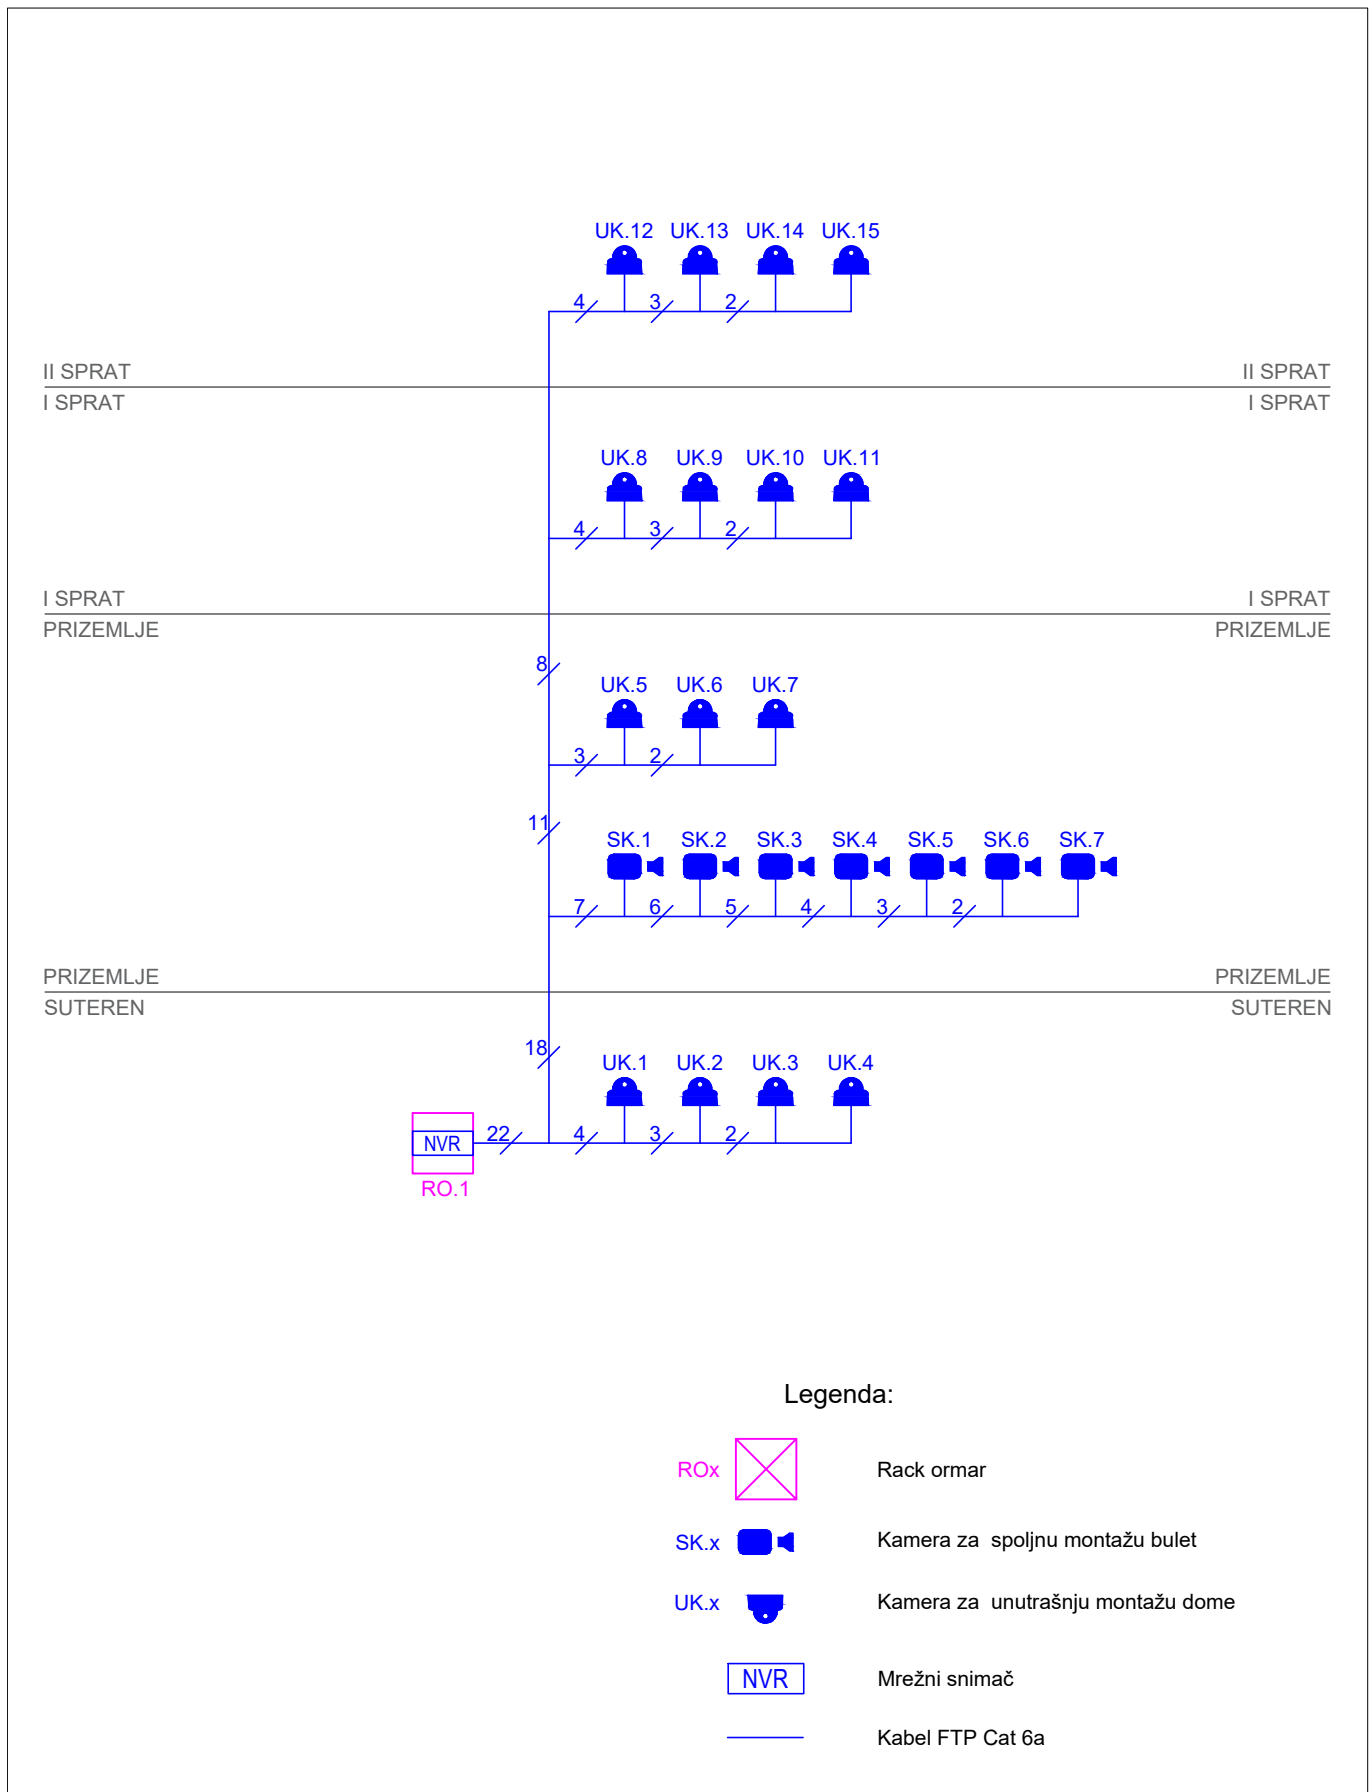 UK.12 UK.13 UK.14 UK.15
4 3 2
II SPRAT II SPRAT
I SPRAT I SPRAT
UK.8 UK.9 UK.10 UK.11
4 3 2
I SPRAT I SPRAT
PRIZEMLJE PRIZEMLJE
8
UK.5 UK.6 UK.7
3 2
11
SK.1 SK.2 SK.3 SK.4 SK.5 SK.6 SK.7
7 6 5 4 3 2
PRIZEMLJE PRIZEMLJE
SUTEREN SUTEREN
18
UK.1 UK.2 UK.3 UK.4
NVR 22 4 3 2
RO.1
Legenda:
ROx Rack ormar
SK.x Kamera za spoljnu montažu bulet
UK.x Kamera za unutrašnju montažu dome
NVR Mrežni snimač
Kabel FTP Cat 6a